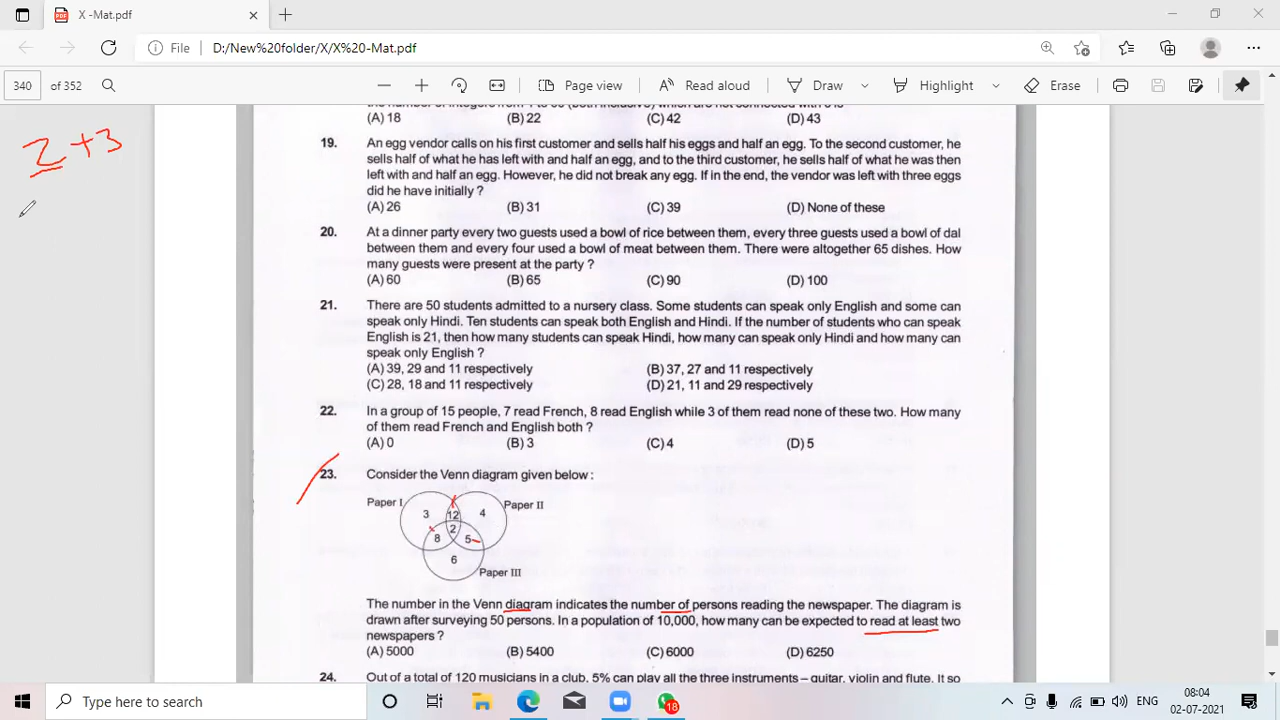 X -Mat.pdf
File D:/New%20folder/X/X%20-Mat.pdf
340 of 352 Page view Read aloud Draw Highlight Erase
2 + 3
(A) 18 (B) 22 (C) 42 (D) 43
19. An egg vendor calls on his first customer and sells half his eggs and half an egg. To the second customer, he
sells half of what he has left with and half an egg, and to the third customer, he sells half of what he was then
left with and half an egg. However, he did not break any egg. If in the end, the vendor was left with three eggs
did he have initially ?
(A) 26 (B) 31 (C) 39 (D) None of these
20. At a dinner party every two guests used a bowl of rice between them, every three guests used a bowl of dal
between them and every four used a bowl of meat between them. There were altogether 65 dishes. How
many guests were present at the party ?
(A) 60 (B) 65 (C) 90 (D) 100
21. There are 50 students admitted to a nursery class. Some students can speak only English and some can
speak only Hindi. Ten students can speak both English and Hindi. If the number of students who can speak
English is 21, then how many students can speak Hindi, how many can speak only Hindi and how many can
speak only English ?
(A) 39, 29 and 11 respectively (B) 37, 27 and 11 respectively
(C) 28, 18 and 11 respectively (D) 21, 11 and 29 respectively
22. In a group of 15 people, 7 read French, 8 read English while 3 of them read none of these two. How many
of them read French and English both ?
(A) 0 (B) 3 (C) 4 (D) 5
23. Consider the Venn diagram given below :
Paper I Paper II
3 12 4
2
8 5
6
Paper III
The number in the Venn diagram indicates the number of persons reading the newspaper. The diagram is
drawn after surveying 50 persons. In a population of 10,000, how many can be expected to read at least two
newspapers ?
(A) 5000 (B) 5400 (C) 6000 (D) 6250
24. Out of a total of 120 musicians in a club, 5% can play all the three instruments – guitar, violin and flute. It so
Type here to search
18
08:04
02-07-2021